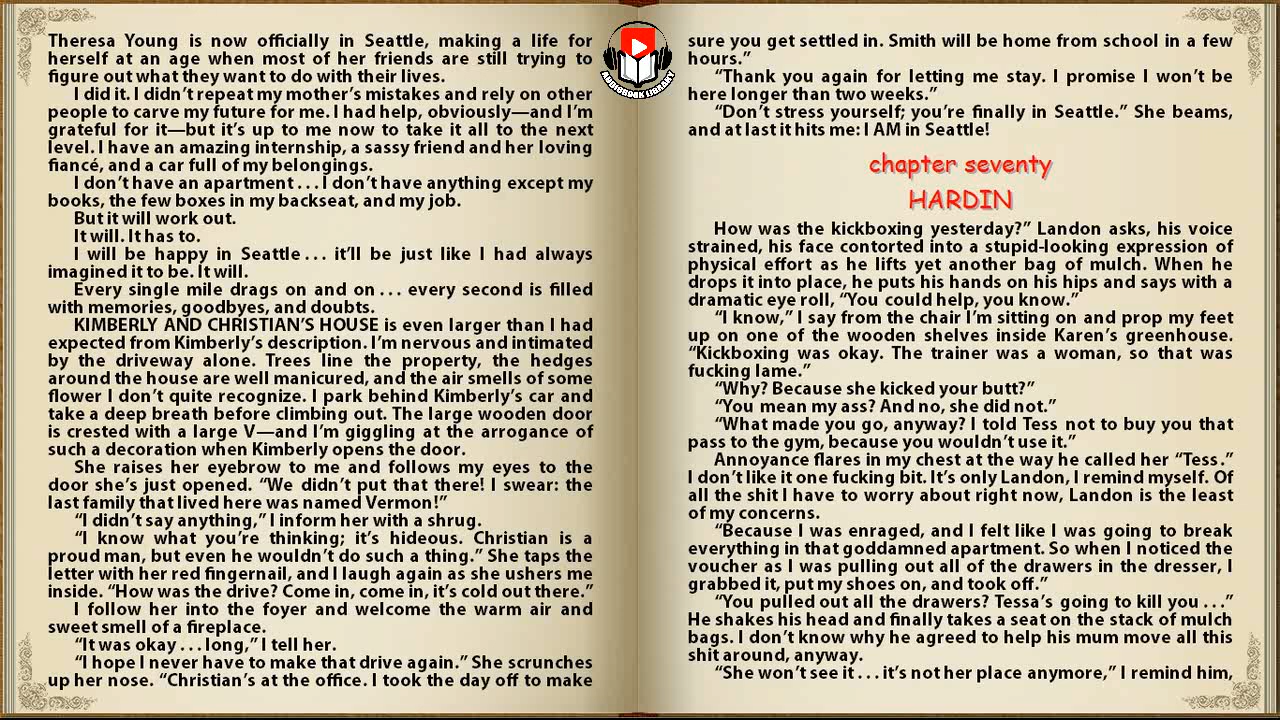 Theresa Young is now officially in Seattle, making a life for
herself at an age when most of her friends are still trying to
figure out what they want to do with their lives.
I did it. I didn’t repeat my mother’s mistakes and rely on other
people to carve my future for me. I had help, obviously—and I’m
grateful for it—but it’s up to me now to take it all to the next
level. I have an amazing internship, a sassy friend and her loving
fiancé, and a car full of my belongings.
I don’t have an apartment . . . I don’t have anything except my
books, the few boxes in my backseat, and my job.
But it will work out.
It will. It has to.
I will be happy in Seattle . . . it’ll be just like I had always
imagined it to be. It will.
Every single mile drags on and on . . . every second is filled
with memories, goodbyes, and doubts.
KIMBERLY AND CHRISTIAN’S HOUSE is even larger than I had
expected from Kimberly’s description. I’m nervous and intimated
by the driveway alone. Trees line the property, the hedges
around the house are well manicured, and the air smells of some
flower I don’t quite recognize. I park behind Kimberly’s car and
take a deep breath before climbing out. The large wooden door
is crested with a large V—and I’m giggling at the arrogance of
such a decoration when Kimberly opens the door.
She raises her eyebrow to me and follows my eyes to the
door she’s just opened. “We didn’t put that there! I swear: the
last family that lived here was named Vermon!”
“I didn’t say anything,” I inform her with a shrug.
“I know what you’re thinking; it’s hideous. Christian is a
proud man, but even he wouldn’t do such a thing.” She taps the
letter with her red fingernail, and I laugh again as she ushers me
inside. “How was the drive? Come in, come in, it’s cold out there.”
I follow her into the foyer and welcome the warm air and
sweet smell of a fireplace.
“It was okay . . . long,” I tell her.
“I hope I never have to make that drive again.” She scrunches
up her nose. “Christian’s at the office. I took the day off to make
AUDIOBOOK LIBRARY
sure you get settled in. Smith will be home from school in a few
hours.”
“Thank you again for letting me stay. I promise I won’t be
here longer than two weeks.”
“Don’t stress yourself; you’re finally in Seattle.” She beams,
and at last it hits me: I AM in Seattle!
chapter seventy
HARDIN
How was the kickboxing yesterday?” Landon asks, his voice
strained, his face contorted into a stupid-looking expression of
physical effort as he lifts yet another bag of mulch. When he
drops it into place, he puts his hands on his hips and says with a
dramatic eye roll, “You could help, you know.”
“I know,” I say from the chair I’m sitting on and prop my feet
up on one of the wooden shelves inside Karen’s greenhouse.
“Kickboxing was okay. The trainer was a woman, so that was
fucking lame.”
“Why? Because she kicked your butt?”
“You mean my ass? And no, she did not.”
“What made you go, anyway? I told Tess not to buy you that
pass to the gym, because you wouldn’t use it.”
Annoyance flares in my chest at the way he called her “Tess.”
I don’t like it one fucking bit. It’s only Landon, I remind myself. Of
all the shit I have to worry about right now, Landon is the least
of my concerns.
“Because I was enraged, and I felt like I was going to break
everything in that goddamned apartment. So when I noticed the
voucher as I was pulling out all of the drawers in the dresser, I
grabbed it, put my shoes on, and took off.”
“You pulled out all the drawers? Tessa’s going to kill you . . .”
He shakes his head and finally takes a seat on the stack of mulch
bags. I don’t know why he agreed to help his mum move all this
shit around, anyway.
“She won’t see it . . . it’s not her place anymore,” I remind him,